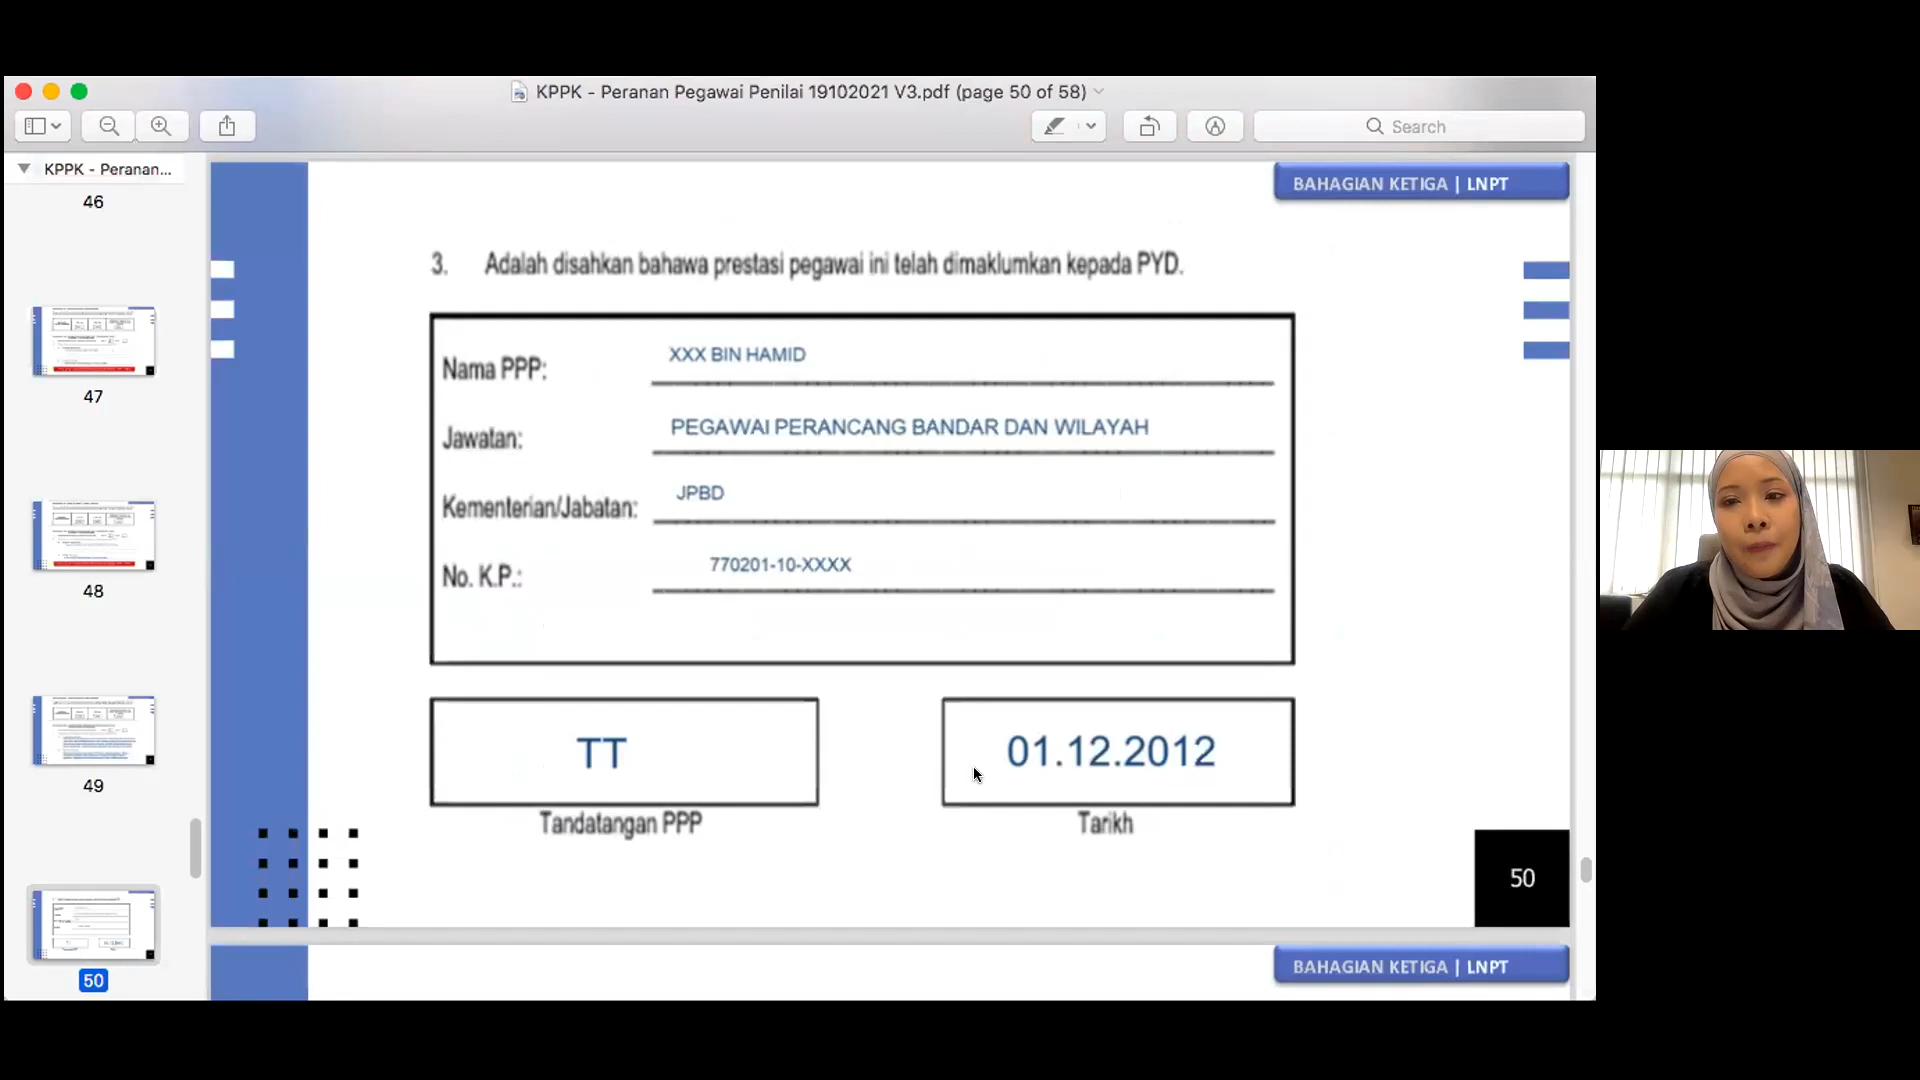 KPPK - Peranan Pegawai Penilai 19102021 V3.pdf (page 50 of 58)
Search
KPPK - Peranan...
46
47
48
49
50
BAHAGIAN KETIGA | LNPT
3. Adalah disahkan bahawa prestasi pegawai ini telah dimaklumkan kepada PYD.
Nama PPP: XXX BIN HAMID
Jawatan: PEGAWAI PERANCANG BANDAR DAN WILAYAH
Kementerian/Jabatan: JPBD
No. K.P.: 770201-10-XXXX
TT
01.12.2012
Tandatangan PPP
Tarikh
50
BAHAGIAN KETIGA | LNPT